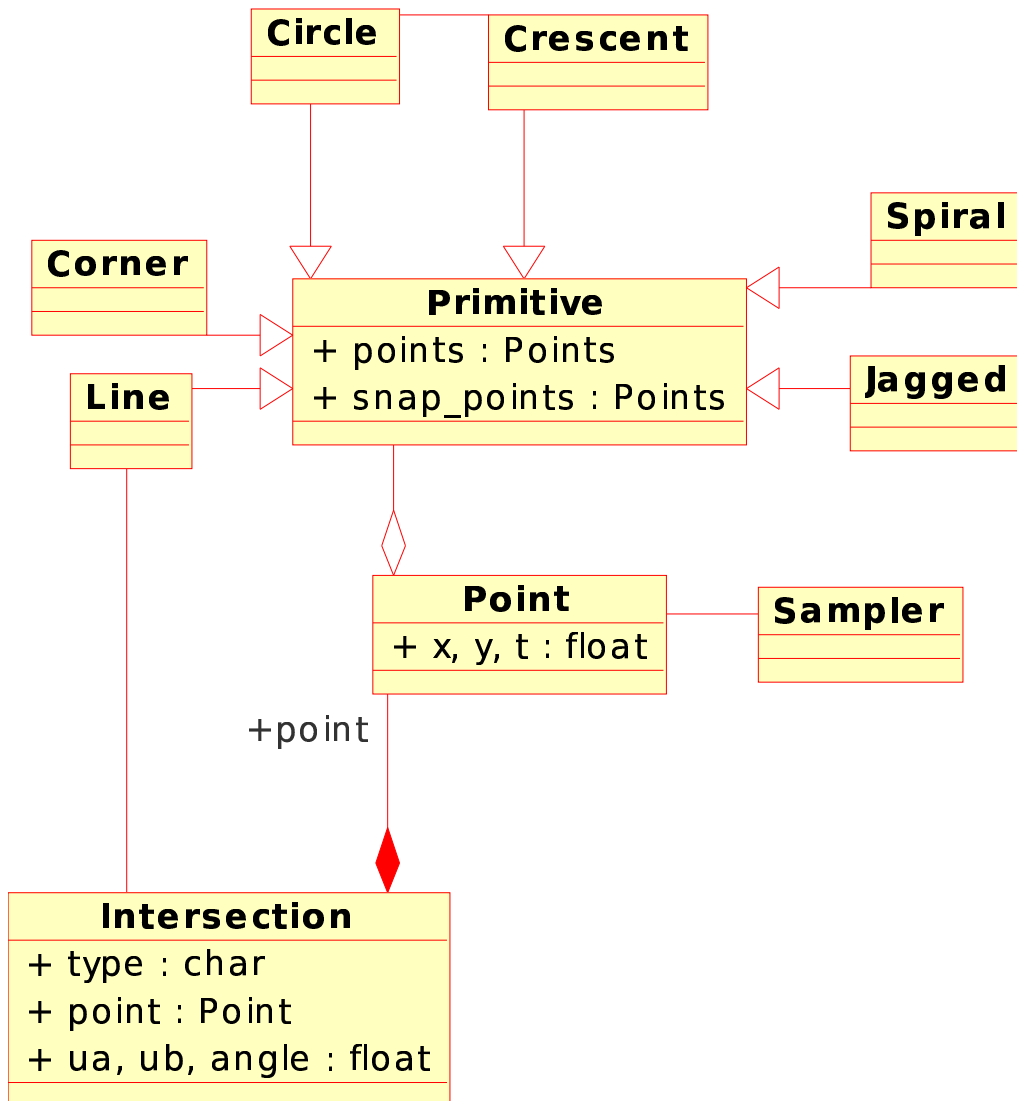 Circle
Crescent
Spiral
Corner
Primitive
+ points : Points
+ snap_points : Points
Jagged
Line
Point
+ x, y, t : float
Sampler
+point
Intersection
+ type : char
+ point : Point
+ ua, ub, angle : float